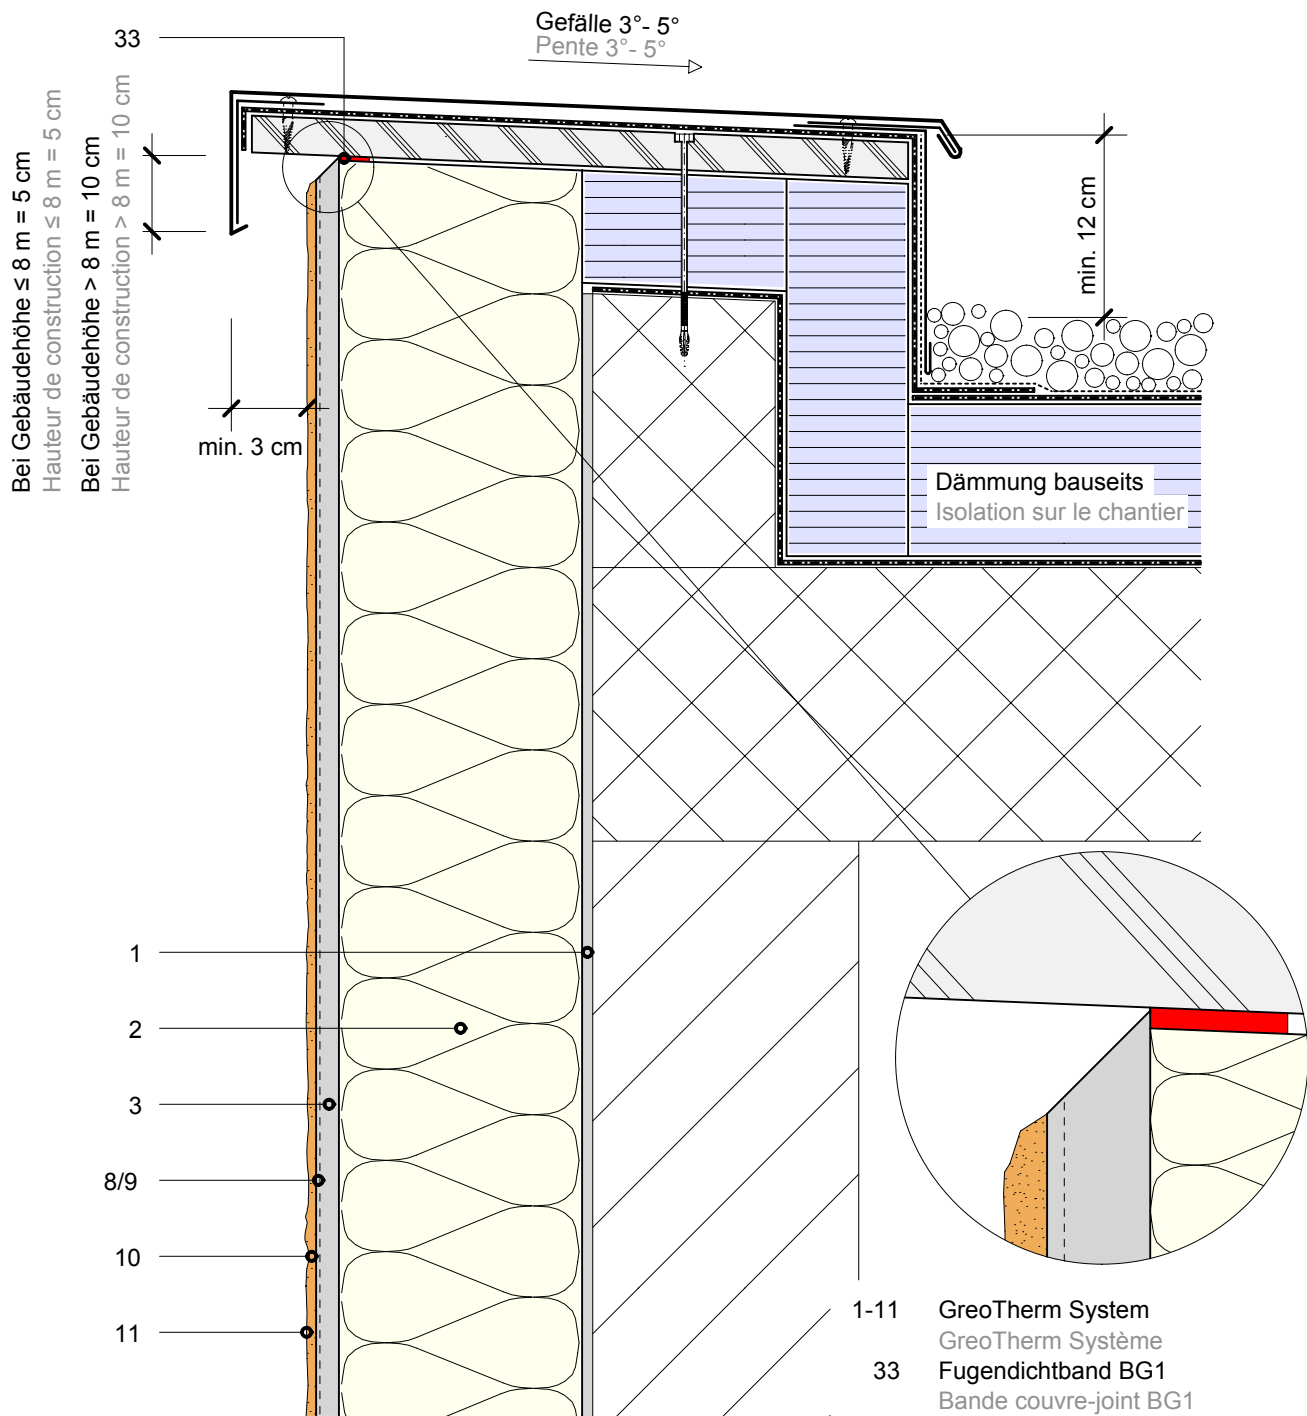 33
Gefälle 3°- 5°
Pente 3°- 5°
Bei Gebäudehöhe ≤ 8 m = 5 cm
Hauteur de construction ≤ 8 m = 5 cm
Bei Gebäudehöhe > 8 m = 10 cm
Hauteur de construction > 8 m = 10 cm
min. 12 cm
min. 3 cm
Dämmung bauseits
Isolation sur le chantier
1
2
3
8/9
10
11
1-11 GreoTherm System
GreoTherm Système
33 Fugendichtband BG1
Bande couvre-joint BG1